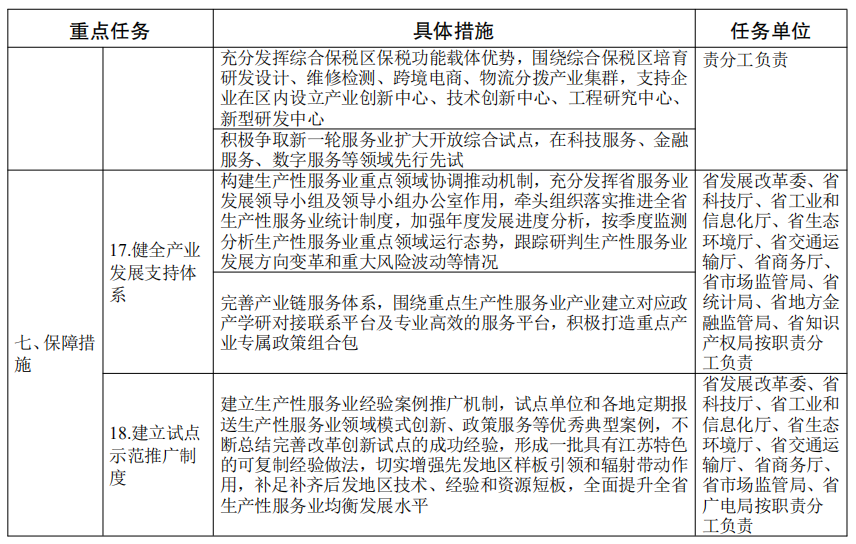 重点任务
具体措施
任务单位
充分发挥综合保税区保税功能载体优势，围绕综合保税区培育
研发设计、维修检测、跨境电商、物流分拨产业集群，支持企
业在区内设立产业创新中心、技术创新中心、工程研究中心、
新型研发中心
责分工负责
积极争取新一轮服务业扩大开放综合试点，在科技服务、金融
服务、数字服务等领域先行先试
七、保障措
施
17.健全产业
发展支持体
系
构建生产性服务业重点领域协调推动机制，充分发挥省服务业
发展领导小组及领导小组办公室作用，牵头组织落实推进全省
生产性服务业统计制度，加强年度发展进度分析，按季度监测
分析生产性服务业重点领域运行态势，跟踪研判生产性服务业
发展方向变革和重大风险波动等情况
完善产业链服务体系，围绕重点生产性服务业产业建立对应政
产学研对接联系平台及专业高效的服务平台，积极打造重点产
业专属政策组合包
省发展改革委、省
科技厅、省工业和
信息化厅、省生态
环境厅、省交通运
输厅、省商务厅、
省市场监管局、省
统计局、省地方金
融监管局、省知识
产权局按职责分
工负责
18.建立试点
示范推广制
度
建立生产性服务业经验案例推广机制，试点单位和各地定期报
送生产性服务业领域模式创新、政策服务等优秀典型案例，不
断总结完善改革创新试点的成功经验，形成一批具有江苏特色
的可复制经验做法，切实增强先发地区样板引领和辐射带动作
用，补足补齐后发地区技术、经验和资源短板，全面提升全省
生产性服务业均衡发展水平
省发展改革委、省
科技厅、省工业和
信息化厅、省生态
环境厅、省交通运
输厅、省商务厅、
省市场监管局、省
广电局按职责分
工负责